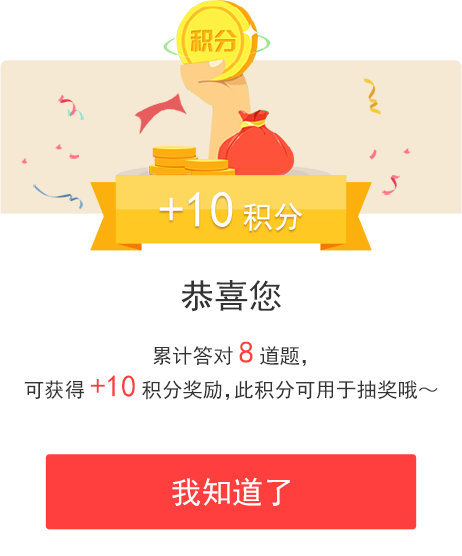 积分
+10 积分
恭喜您
累计答对 8 道题，
可获得 +10 积分奖励，此积分可用于抽奖哦～
我知道了